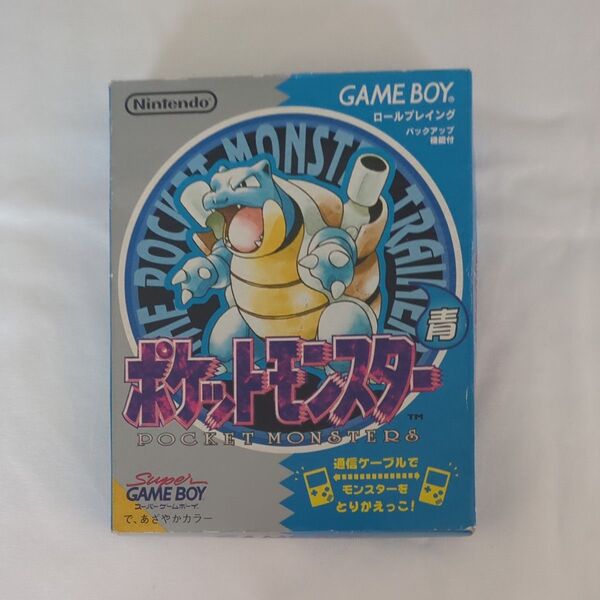 Nintendo
GAME BOY®
ロールプレイング
バックアップ
機能付
THE POCKET MONSTER TRAINER
青
ポケットモンスター
TM
POCKET MONSTERS
通信ケーブルで
モンスターを
とりかえっこ!
Super
GAME BOY
スーパーゲームボーイ
で、あざやかカラー